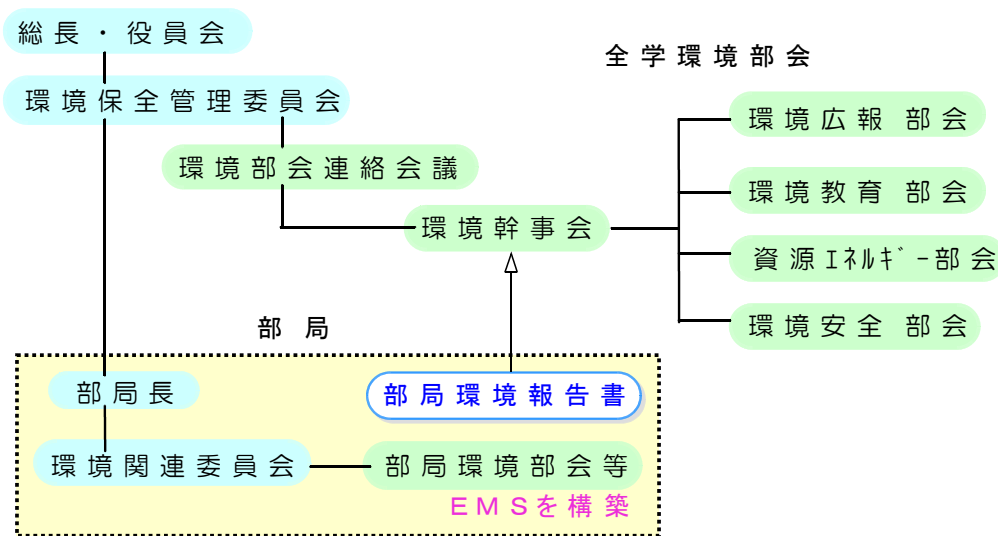 総長・役員会
全学環境部会
環境保全管理委員会
環境広報 部会
環境部会連絡会議
環境教育 部会
環境幹事会
資源ｴﾈﾙｷﾞｰ部会
環境安全 部会
部 局
部局長
部局環境報告書
環境関連委員会
部局環境部会等
ＥＭＳを構築